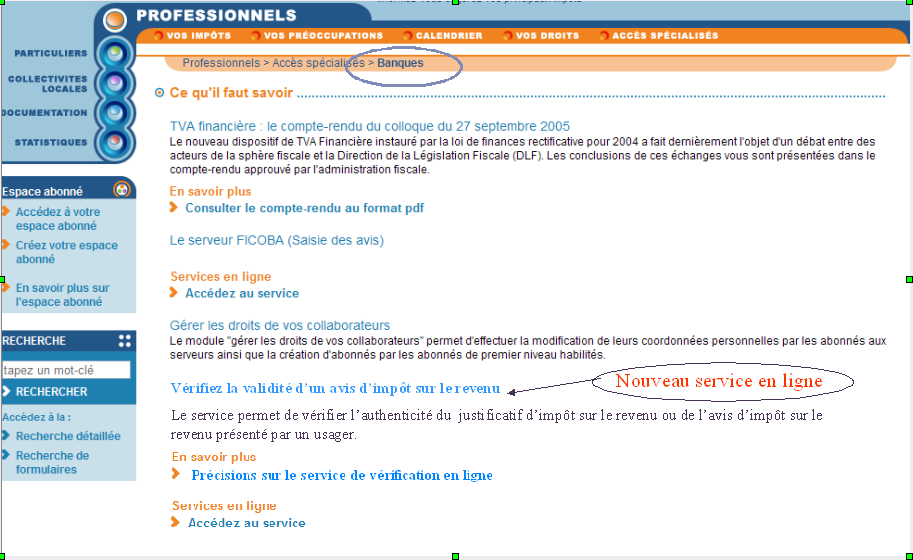 PROFESSIONNELS
VOS IMPÔTS VOS PRÉOCCUPATIONS CALENDRIER VOS DROITS ACCÈS SPÉCIALISÉS
PARTICULIERS
COLLECTIVITES
LOCALES
DOCUMENTATION
STATISTIQUES
Espace abonné
Accédez à votre
espace abonné
Créez votre espace
abonné
En savoir plus sur
l'espace abonné
RECHERCHE
tapez un mot-clé
RECHERCHER
Accédez à la :
Recherche détaillée
Recherche de
formulaires
Professionnels > Accès spécialisés > Banques
Ce qu'il faut savoir
TVA financière : le compte-rendu du colloque du 27 septembre 2005
Le nouveau dispositif de TVA Financière instauré par la loi de finances rectificative pour 2004 a fait dernièrement l'objet d'un débat entre des
acteurs de la sphère fiscale et la Direction de la Législation Fiscale (DLF). Les conclusions de ces échanges vous sont présentées dans le
compte-rendu approuvé par l'administration fiscale.
En savoir plus
Consulter le compte-rendu au format pdf
Le serveur FICOBA (Saisie des avis)
Services en ligne
Accédez au service
Gérer les droits de vos collaborateurs
Le module "gérer les droits de vos collaborateurs" permet d'effectuer la modification de leurs coordonnées personnelles par les abonnés aux
serveurs ainsi que la création d'abonnés par les abonnés de premier niveau habilités.
Vérifiez la validité d'un avis d'impôt sur le revenu
Nouveau service en ligne
Le service permet de vérifier l'authenticité du justificatif d'impôt sur le revenu ou de l'avis d'impôt sur le
revenu présenté par un usager.
En savoir plus
Précisions sur le service de vérification en ligne
Services en ligne
Accédez au service